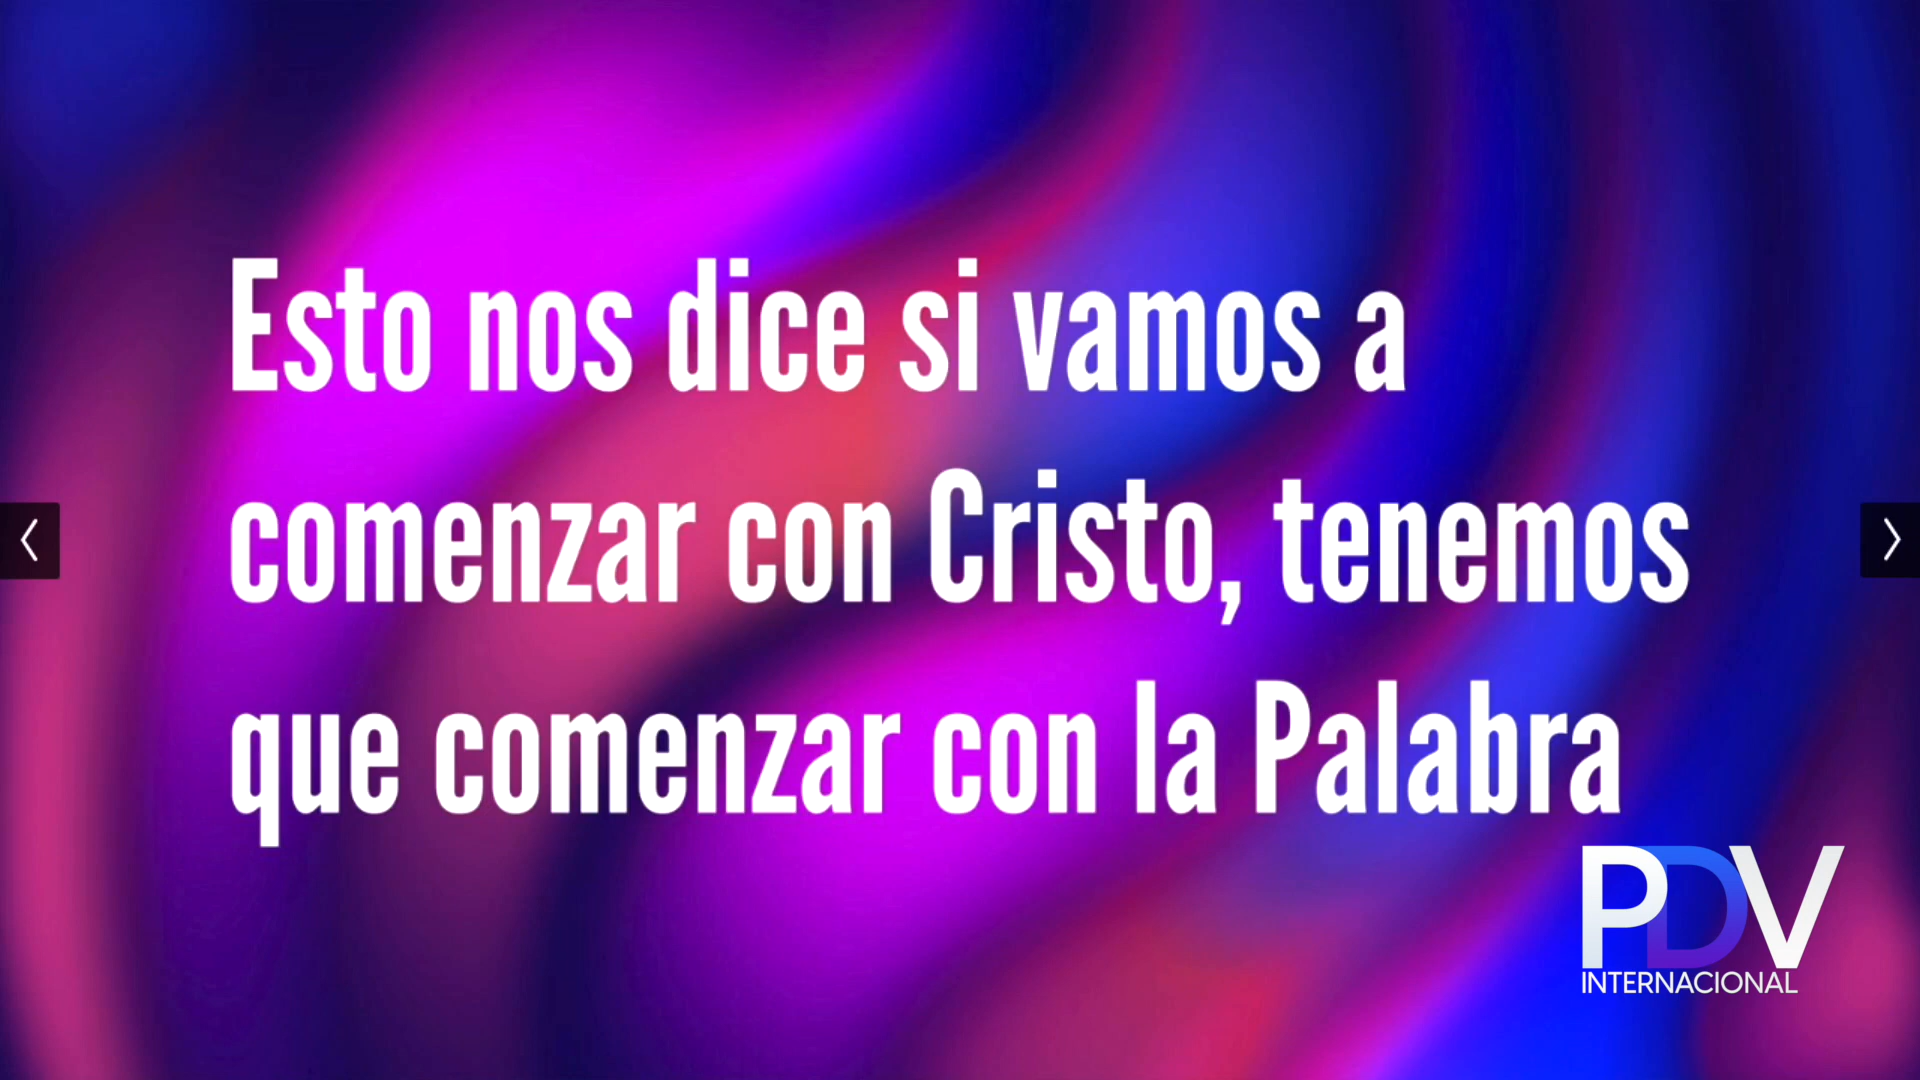 Esto nos dice si vamos a
comenzar con Cristo, tenemos
que comenzar con la Palabra
PDV
INTERNACIONAL